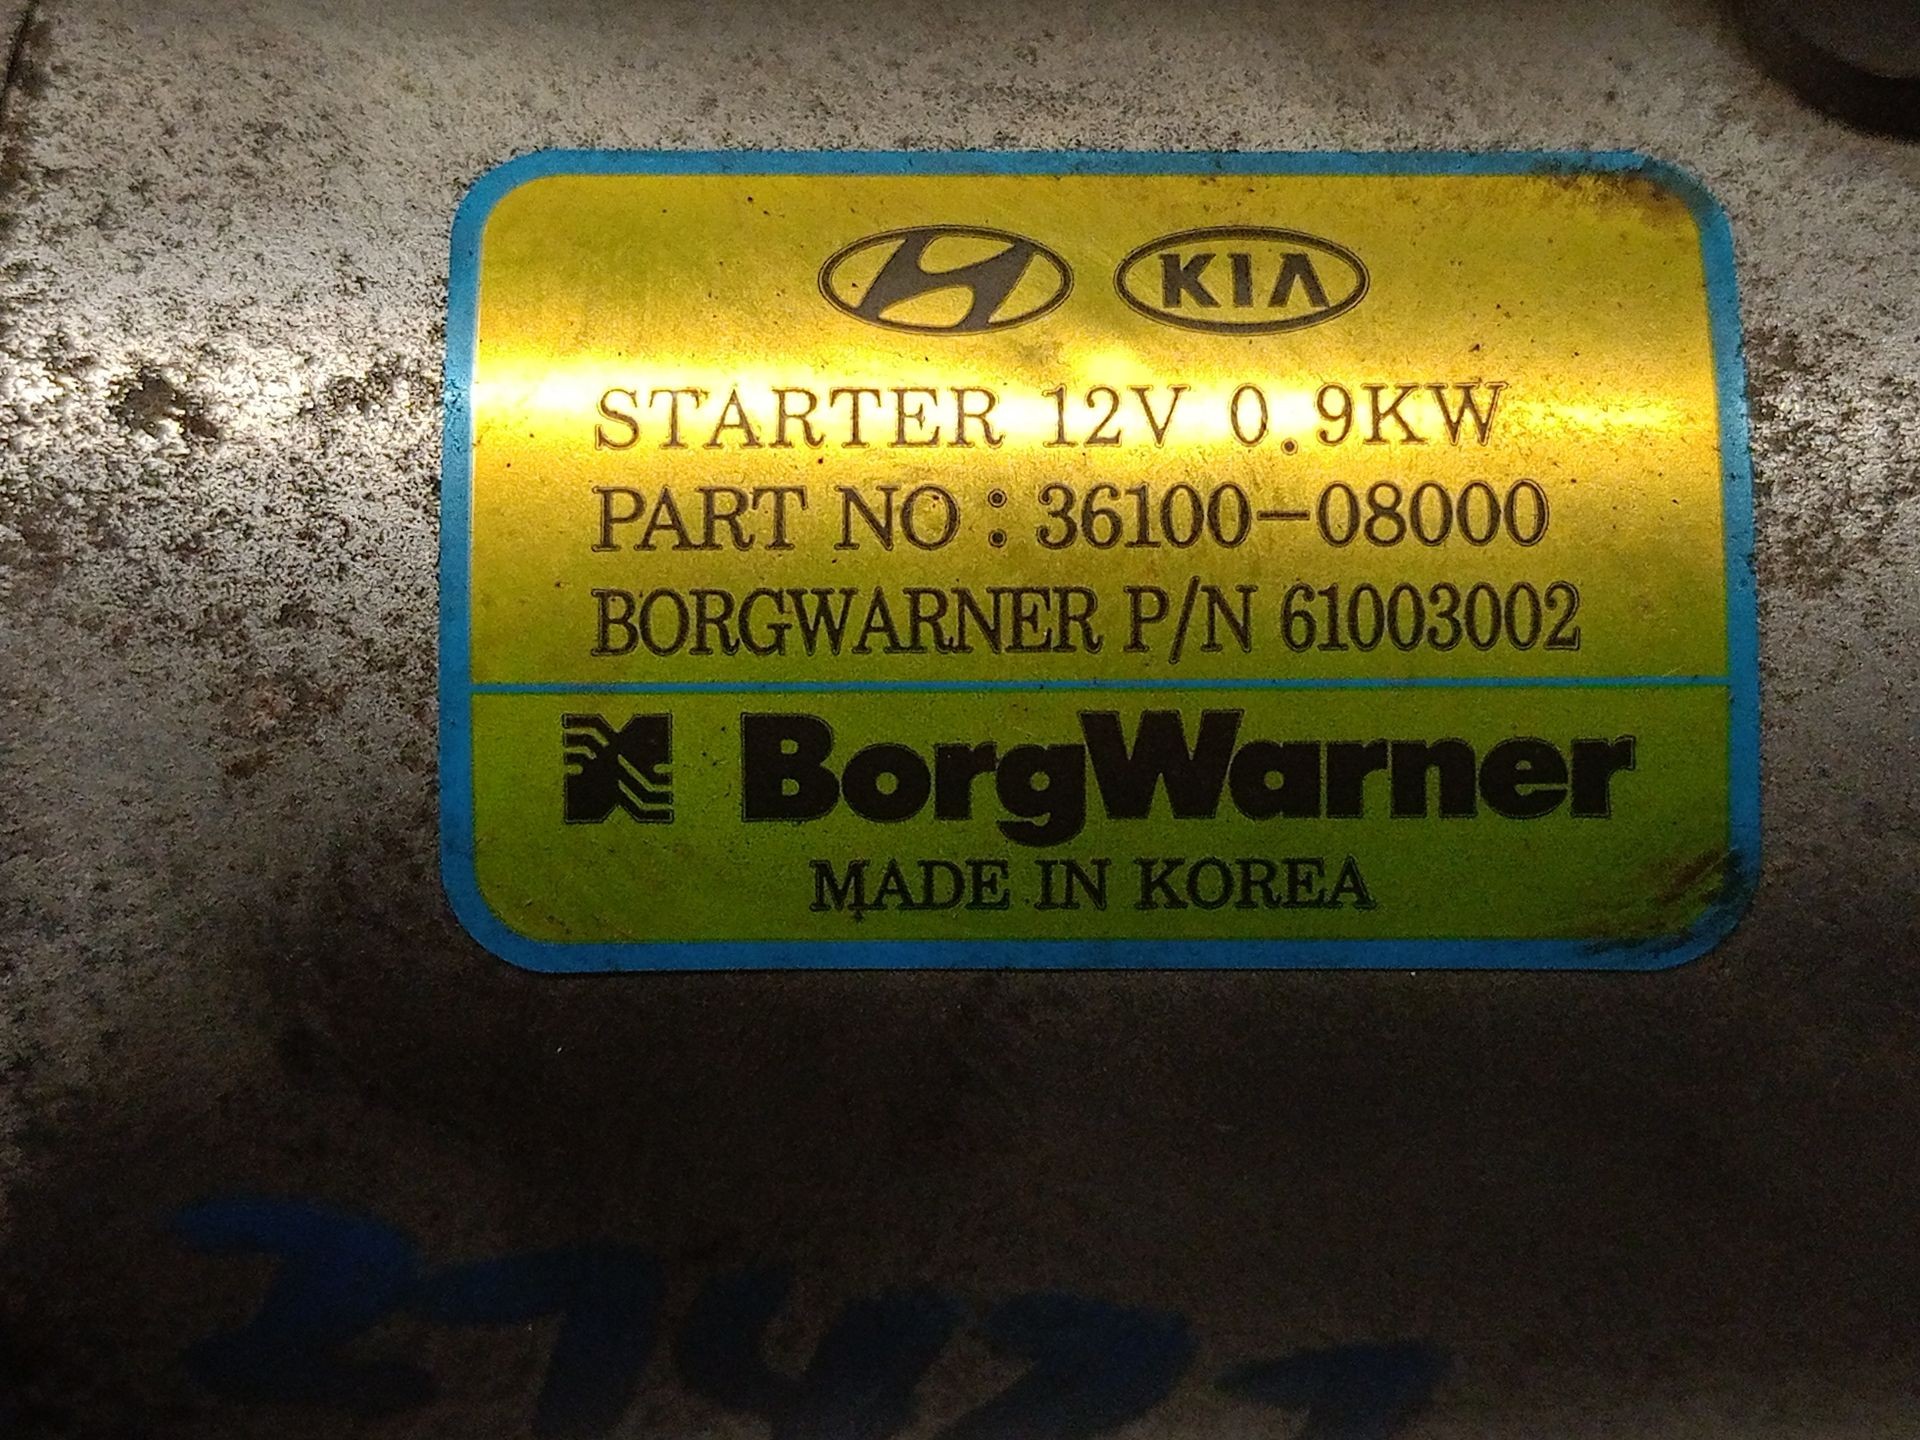 KIA
STARTER 12V 0.9KW
PART NO : 36100-08000
BORGWARNER P/N 61003002
BorgWarner
MADE IN KOREA